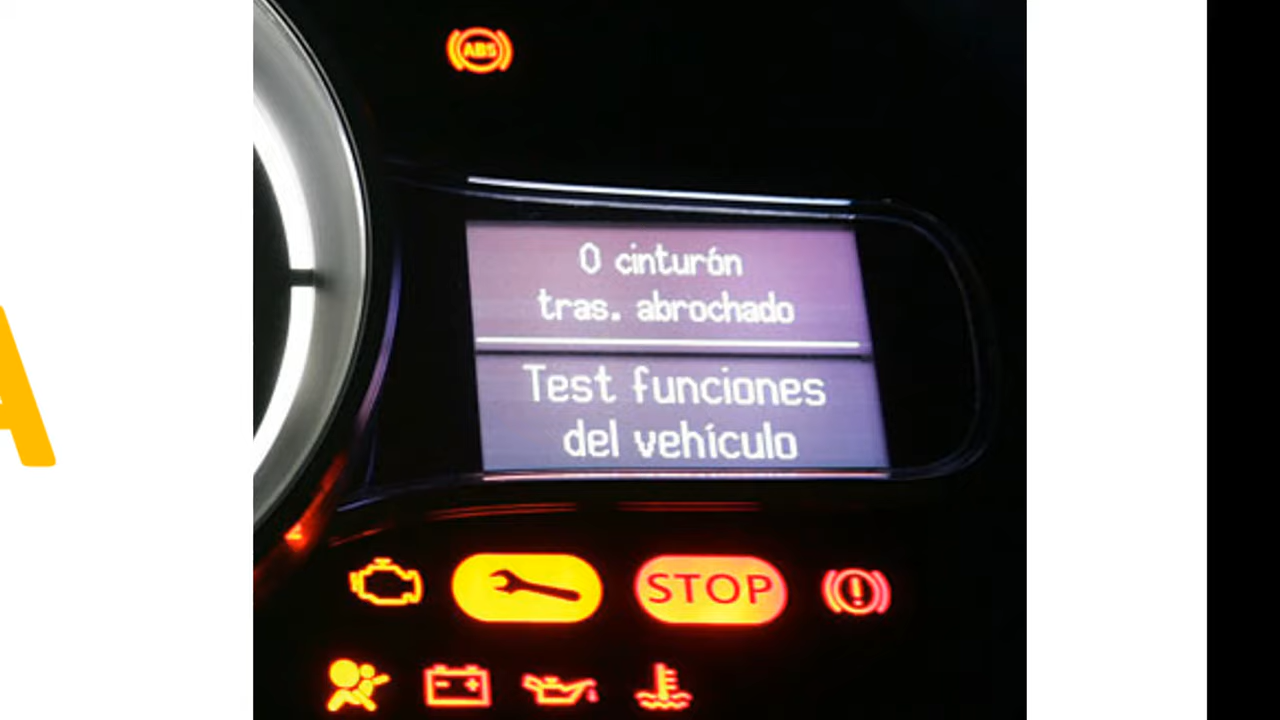 ABS
0 cinturón
tras. abrochado
Test funciones
del vehículo
STOP
A